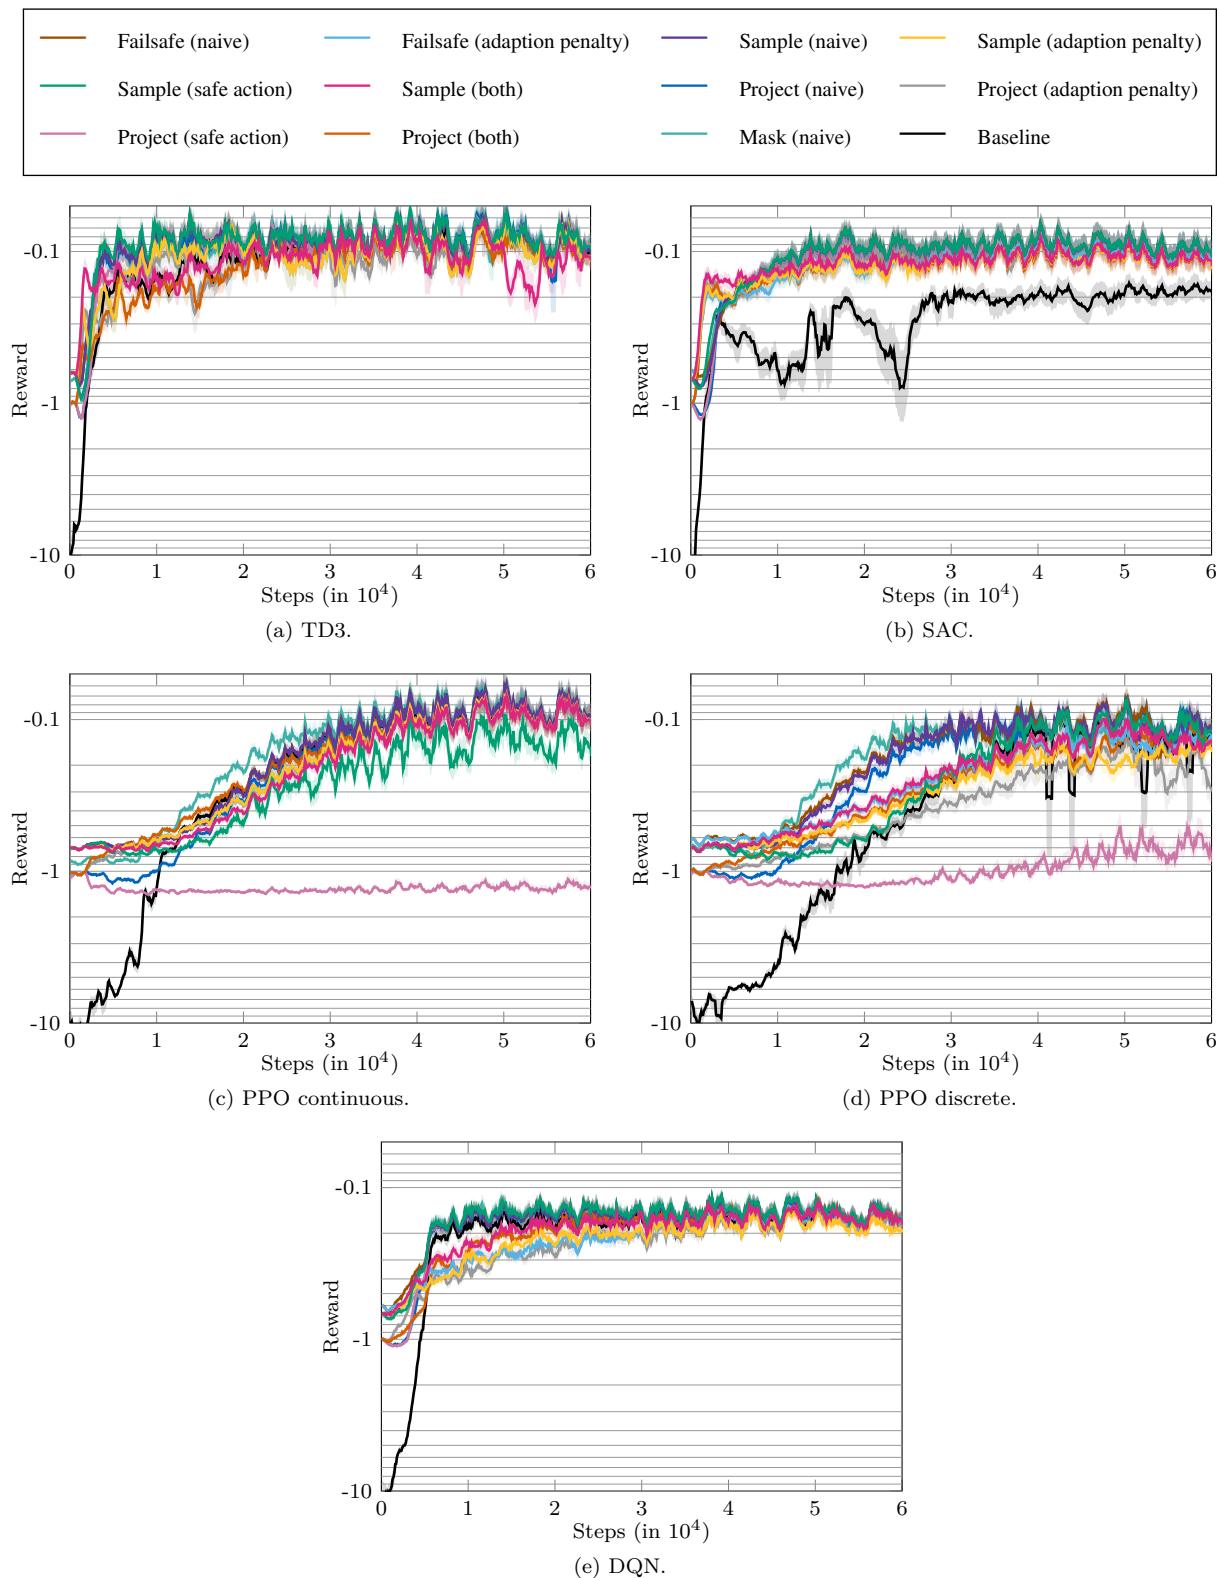 Failsafe (naive) Failsafe (adaption penalty) Sample (naive) Sample (adaption penalty)
Sample (safe action) Sample (both) Project (naive) Project (adaption penalty)
Project (safe action) Project (both) Mask (naive) Baseline
Reward
-0.1
-1
-10
0 1 2 3 4 5 6
Steps (in 10^4)
(a) TD3.
Reward
-0.1
-1
-10
0 1 2 3 4 5 6
Steps (in 10^4)
(b) SAC.
Reward
-0.1
-1
-10
0 1 2 3 4 5 6
Steps (in 10^4)
(c) PPO continuous.
Reward
-0.1
-1
-10
0 1 2 3 4 5 6
Steps (in 10^4)
(d) PPO discrete.
Reward
-0.1
-1
-10
0 1 2 3 4 5 6
Steps (in 10^4)
(e) DQN.